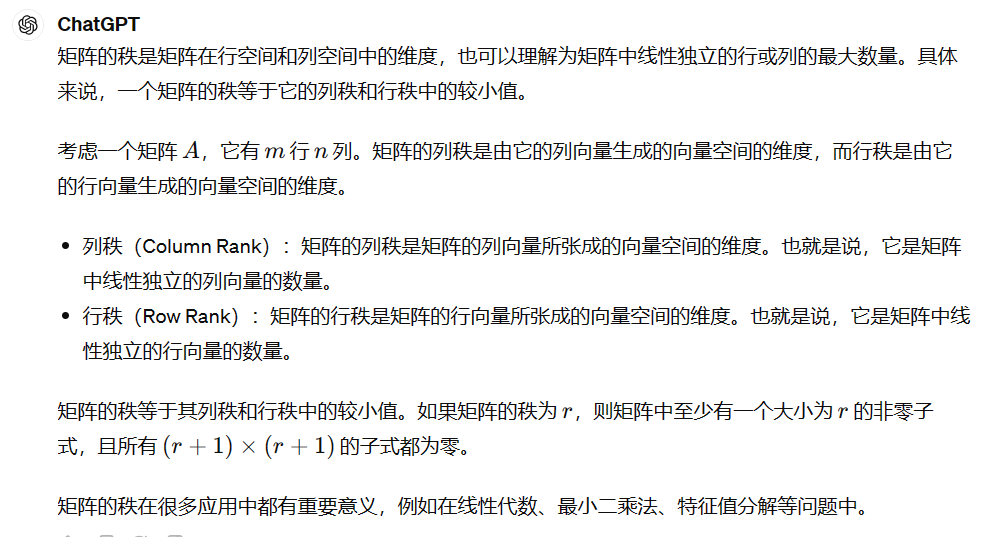 ChatGPT
矩阵的秩是矩阵在行空间和列空间中的维度，也可以理解为矩阵中线性独立的行或列的最大数量。具体
来说，一个矩阵的秩等于它的列秩和行秩中的较小值。
考虑一个矩阵 A，它有 m 行 n 列。矩阵的列秩是由它的列向量生成的向量空间的维度，而行秩是由它
的行向量生成的向量空间的维度。
• 列秩（Column Rank）：矩阵的列秩是矩阵的列向量所张成的向量空间的维度。也就是说，它是矩阵
中线性独立的列向量的数量。
• 行秩（Row Rank）：矩阵的行秩是矩阵的行向量所张成的向量空间的维度。也就是说，它是矩阵中线
性独立的行向量的数量。
矩阵的秩等于其列秩和行秩中的较小值。如果矩阵的秩为 r，则矩阵中至少有一个大小为 r 的非零子
式，且所有 (r + 1) × (r + 1) 的子式都为零。
矩阵的秩在很多应用中都有重要意义，例如在线性代数、最小二乘法、特征值分解等问题中。